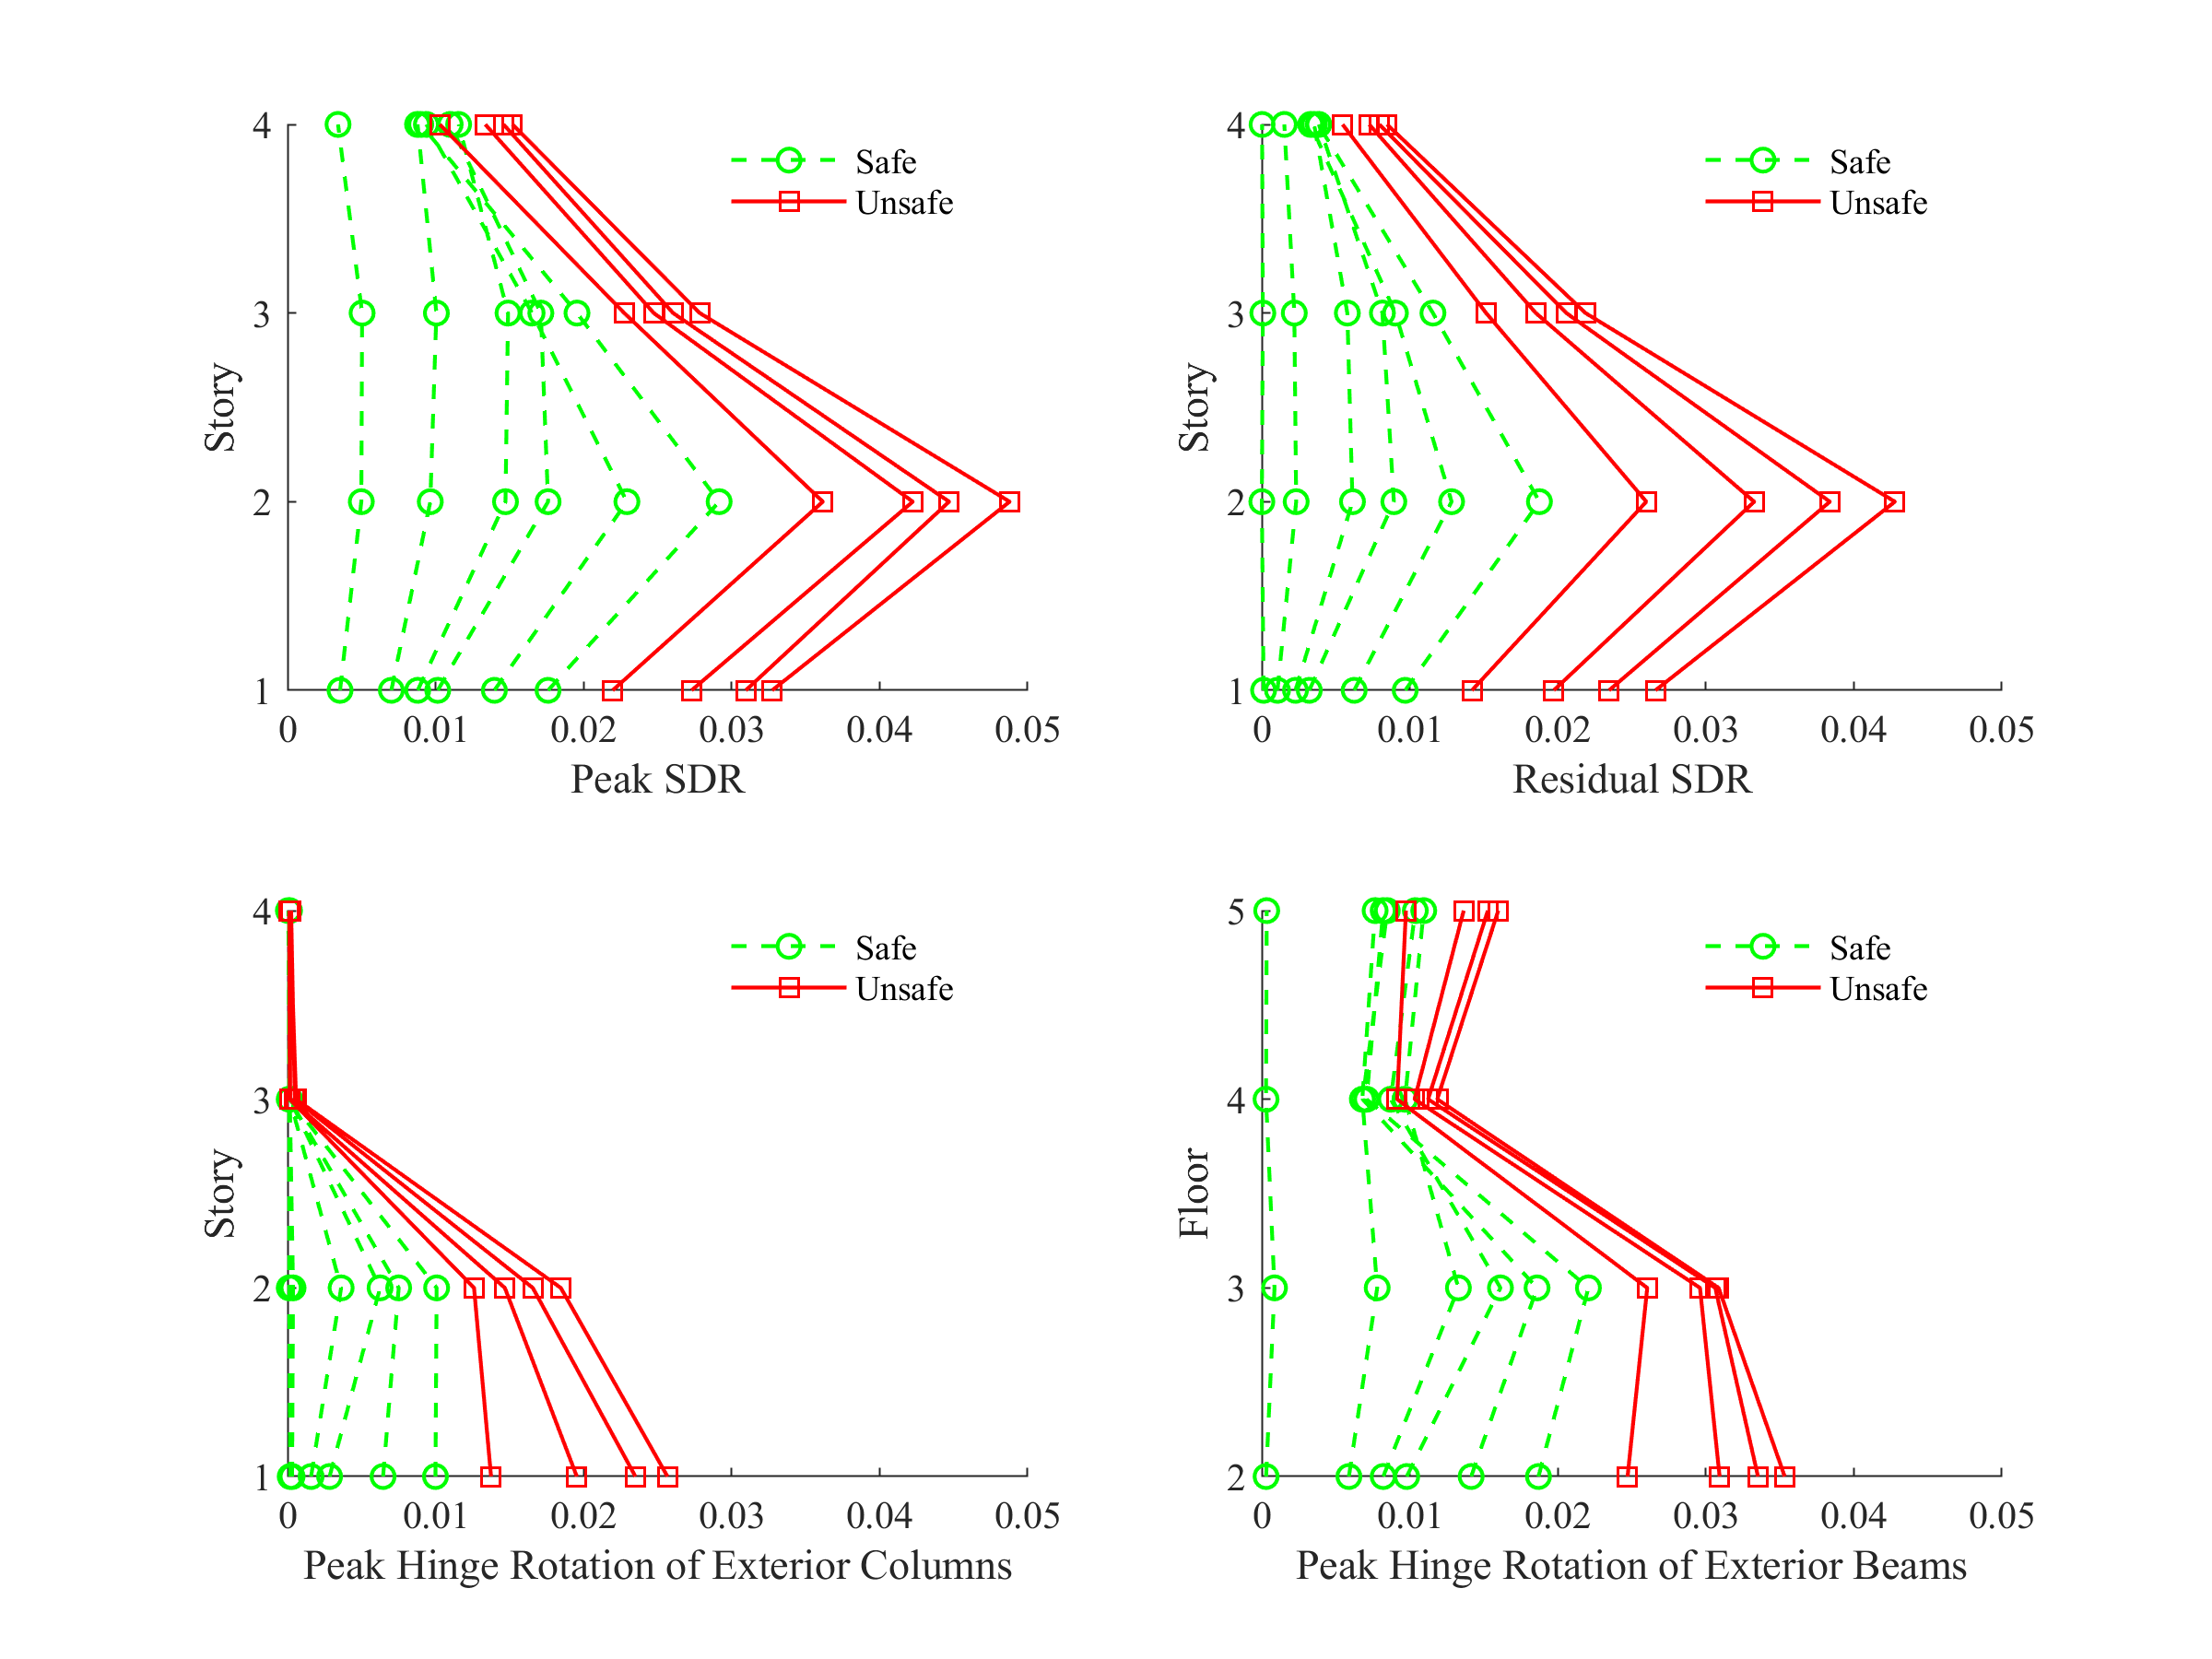 4
3
2
1
Story
0 0.01 0.02 0.03 0.04 0.05
Peak SDR
Safe
Unsafe
4
3
2
1
Story
0 0.01 0.02 0.03 0.04 0.05
Residual SDR
Safe
Unsafe
4
3
2
1
Story
0 0.01 0.02 0.03 0.04 0.05
Peak Hinge Rotation of Exterior Columns
Safe
Unsafe
5
4
3
2
Floor
0 0.01 0.02 0.03 0.04 0.05
Peak Hinge Rotation of Exterior Beams
Safe
Unsafe